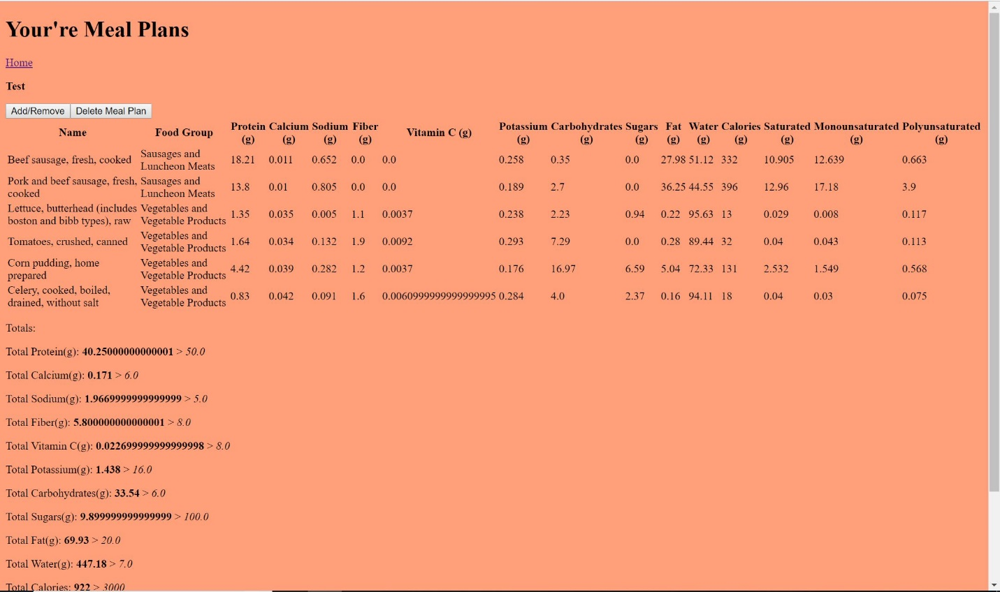 Your're Meal Plans
Home
Test
Add/Remove Delete Meal Plan
Name Food Group Protein (g) Calcium (g) Sodium (g) Fiber (g) Vitamin C (g) Potassium (g) Carbohydrates (g) Sugars (g) Fat (g) Water (g) Calories (g) Saturated (g) Monounsaturated (g) Polyunsaturated (g)
Beef sausage, fresh, cooked Sausages and Luncheon Meats 18.21 0.011 0.652 0.0 0.0 0.258 0.35 0.0 27.98 51.12 332 10.905 12.639 0.663
Pork and beef sausage, fresh, cooked Sausages and Luncheon Meats 13.8 0.01 0.805 0.0 0.0 0.189 2.7 0.0 36.25 44.55 396 12.96 17.18 3.9
Lettuce, butterhead (includes boston and bibb types), raw Vegetables and Vegetable Products 1.35 0.035 0.005 1.1 0.0037 0.238 2.23 0.94 0.22 95.63 13 0.029 0.008 0.117
Tomatoes, crushed, canned Vegetables and Vegetable Products 1.64 0.034 0.132 1.9 0.0092 0.293 7.29 0.0 0.28 89.44 32 0.04 0.043 0.113
Corn pudding, home prepared Vegetables and Vegetable Products 4.42 0.039 0.282 1.2 0.0037 0.176 16.97 6.59 5.04 72.33 131 2.532 1.549 0.568
Celery, cooked, boiled, drained, without salt Vegetables and Vegetable Products 0.83 0.042 0.091 1.6 0.0060999999999999995 0.284 4.0 2.37 0.16 94.11 18 0.04 0.03 0.075
Totals:
Total Protein(g): 40.25000000000001 > 50.0
Total Calcium(g): 0.171 > 6.0
Total Sodium(g): 1.9669999999999999 > 5.0
Total Fiber(g): 5.800000000000001 > 8.0
Total Vitamin C(g): 0.022699999999999998 > 8.0
Total Potassium(g): 1.438 > 16.0
Total Carbohydrates(g): 33.54 > 6.0
Total Sugars(g): 9.899999999999999 > 100.0
Total Fat(g): 69.93 > 20.0
Total Water(g): 447.18 > 7.0
Total Calories: 922 > 3000